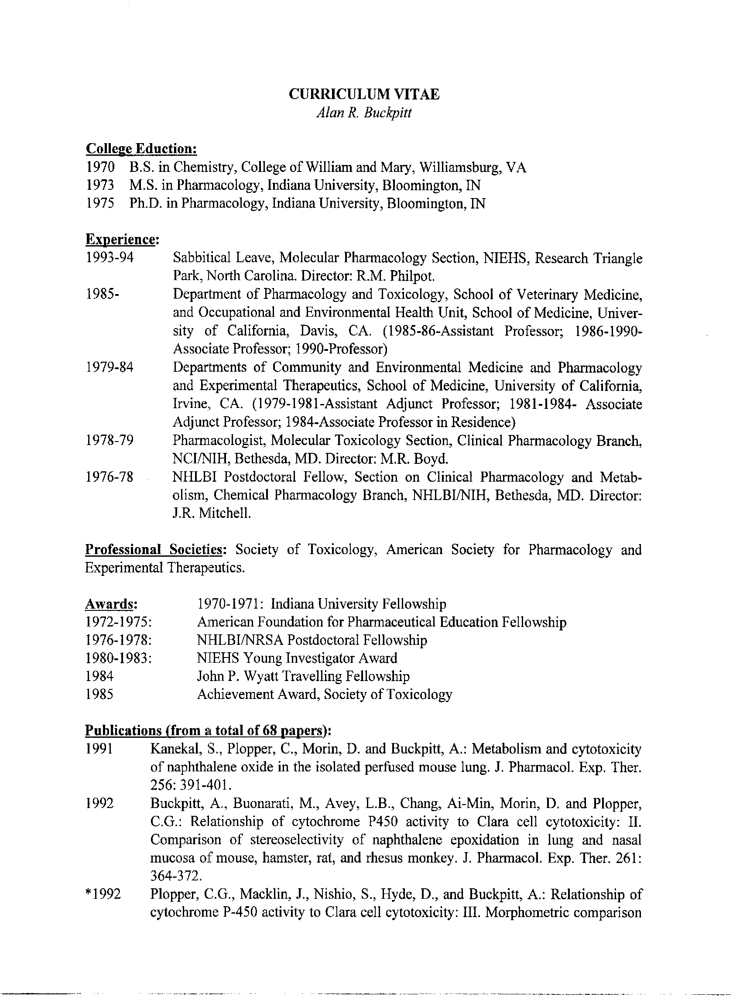 CURRICULUM VITAE
Alan R. Buckpitt
College Eduction:
1970 B.S. in Chemistry, College of William and Mary, Williamsburg, VA
1973 M.S. in Pharmacology, Indiana University, Bloomington, IN
1975 Ph.D. in Pharmacology, Indiana University, Bloomington, IN
Experience:
1993-94 Sabbitical Leave, Molecular Pharmacology Section, NIEHS, Research Triangle
Park, North Carolina. Director: R.M. Philpot.
1985- Department of Pharmacology and Toxicology, School of Veterinary Medicine,
and Occupational and Environmental Health Unit, School of Medicine, Univer-
sity of California, Davis, CA. (1985-86-Assistant Professor; 1986-1990-
Associate Professor; 1990-Professor)
1979-84 Departments of Community and Environmental Medicine and Pharmacology
and Experimental Therapeutics, School of Medicine, University of California,
Irvine, CA. (1979-1981-Assistant Adjunct Professor; 1981-1984- Associate
Adjunct Professor; 1984-Associate Professor in Residence)
1978-79 Pharmacologist, Molecular Toxicology Section, Clinical Pharmacology Branch,
NCI/NIH, Bethesda, MD. Director: M.R. Boyd.
1976-78 NHLBI Postdoctoral Fellow, Section on Clinical Pharmacology and Metab-
olism, Chemical Pharmacology Branch, NHLBI/NIH, Bethesda, MD. Director:
J.R. Mitchell.
Professional Societies: Society of Toxicology, American Society for Pharmacology and
Experimental Therapeutics.
Awards: 1970-1971: Indiana University Fellowship
1972-1975: American Foundation for Pharmaceutical Education Fellowship
1976-1978: NHLBI/NRSA Postdoctoral Fellowship
1980-1983: NIEHS Young Investigator Award
1984 John P. Wyatt Travelling Fellowship
1985 Achievement Award, Society of Toxicology
Publications (from a total of 68 papers):
1991 Kanekal, S., Plopper, C., Morin, D. and Buckpitt, A.: Metabolism and cytotoxicity
of naphthalene oxide in the isolated perfused mouse lung. J. Pharmacol. Exp. Ther.
256: 391-401.
1992 Buckpitt, A., Buonarati, M., Avey, L.B., Chang, Ai-Min, Morin, D. and Plopper,
C.G.: Relationship of cytochrome P450 activity to Clara cell cytotoxicity: II.
Comparison of stereoselectivity of naphthalene epoxidation in lung and nasal
mucosa of mouse, hamster, rat, and rhesus monkey. J. Pharmacol. Exp. Ther. 261:
364-372.
*1992 Plopper, C.G., Macklin, J., Nishio, S., Hyde, D., and Buckpitt, A.: Relationship of
cytochrome P-450 activity to Clara cell cytotoxicity: III. Morphometric comparison